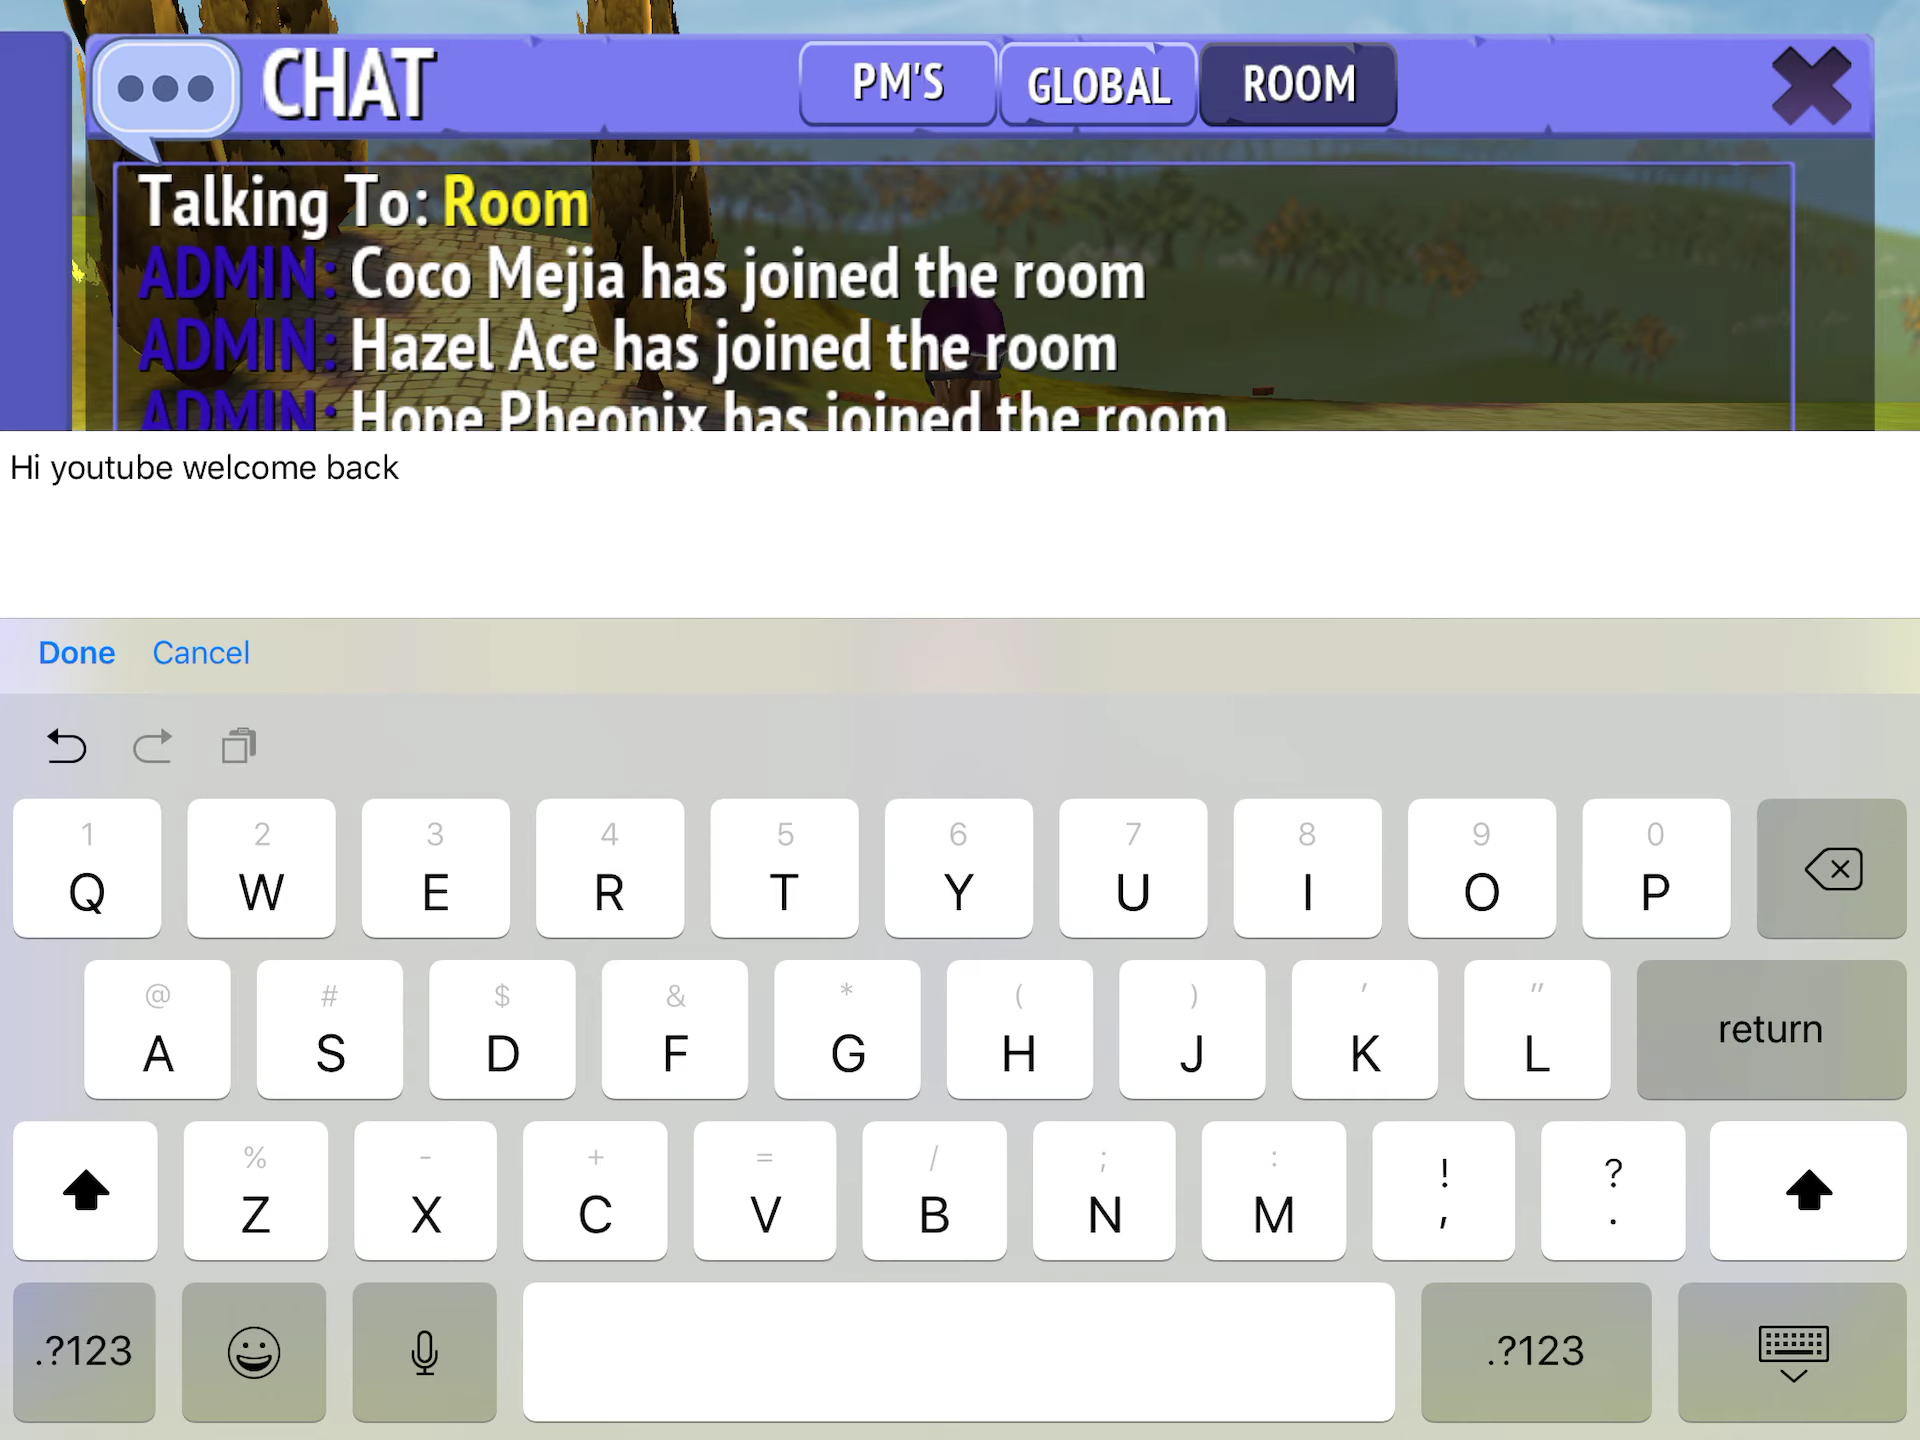 CHAT PM'S GLOBAL ROOM
Talking To: Room
ADMIN: Coco Mejia has joined the room
ADMIN: Hazel Ace has joined the room
ADMIN: Hope Pheonix has joined the room
Hi youtube welcome back
Done Cancel
1 2 3 4 5 6 7 8 9 0
Q W E R T Y U I O P
@ # $ & * ( ) ' "
A S D F G H J K L return
% - + = / ; : ! ?
Z X C V B N M , .
.?123 .?123